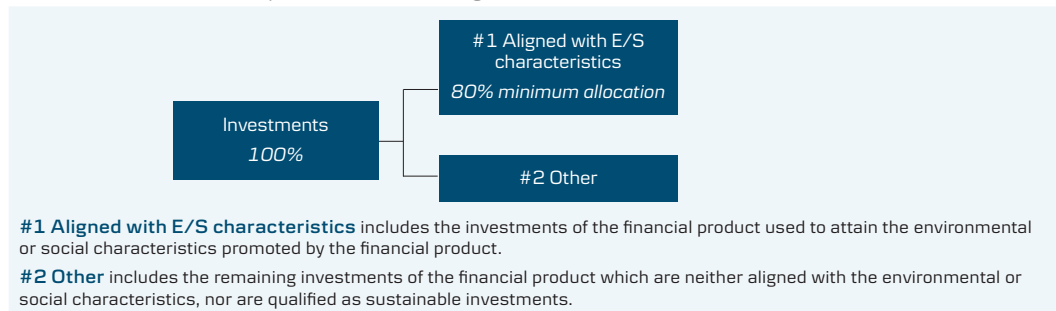 #1 Aligned with E/S
characteristics
80% minimum allocation
Investments
100%
#2 Other
#1 Aligned with E/S characteristics includes the investments of the financial product used to attain the environmental
or social characteristics promoted by the financial product.
#2 Other includes the remaining investments of the financial product which are neither aligned with the environmental or
social characteristics, nor are qualified as sustainable investments.